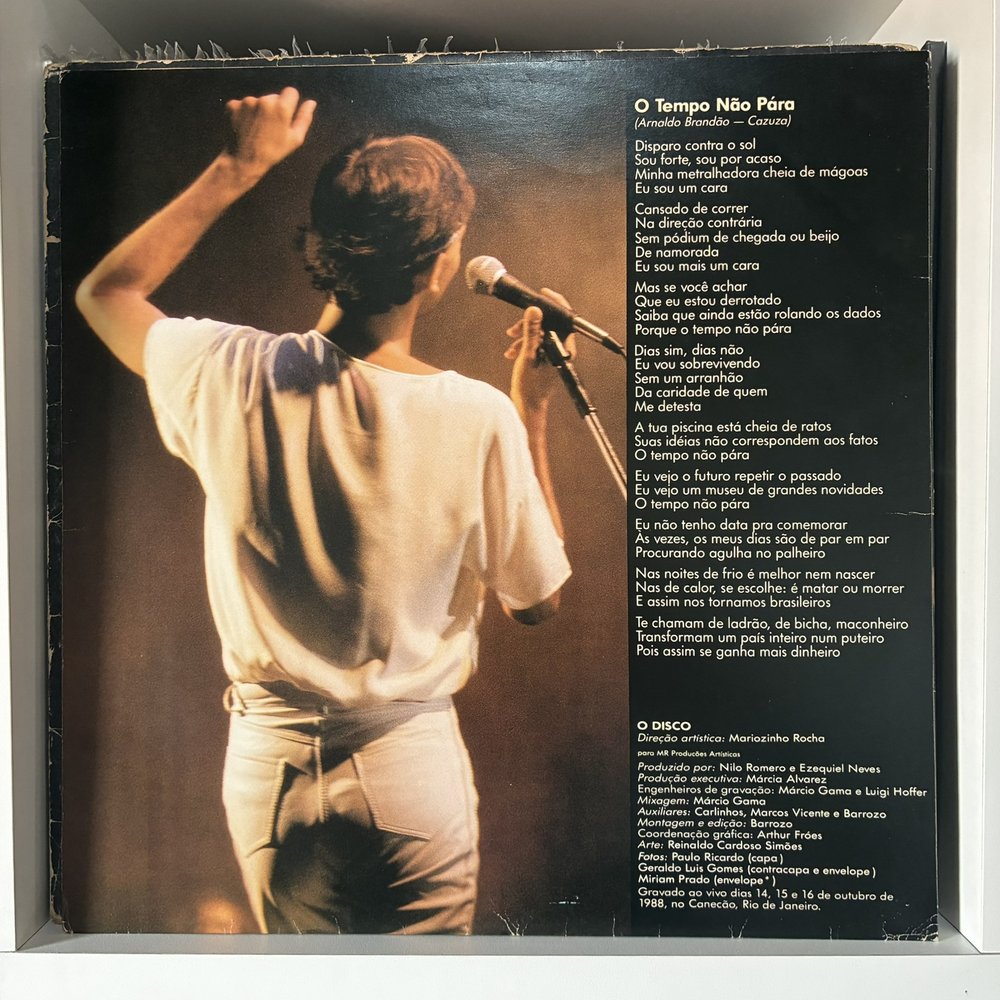 O Tempo Não Pára
(Arnaldo Brandão — Cazuza)
Disparo contra o sol
Sou forte, sou por acaso
Minha metralhadora cheia de mágoas
Eu sou um cara
Cansado de correr
Na direção contrária
Sem pódium de chegada ou beijo
De namorada
Eu sou mais um cara
Mas se você achar
Que eu estou derrotado
Saiba que ainda estão rolando os dados
Porque o tempo não pára
Dias sim, dias não
Eu vou sobrevivendo
Sem um arranhão
Da caridade de quem
Me detesta
A tua piscina está cheia de ratos
Suas idéias não correspondem aos fatos
O tempo não pára
Eu vejo o futuro repetir o passado
Eu vejo um museu de grandes novidades
O tempo não pára
Eu não tenho data pra comemorar
Às vezes, os meus dias são de par em par
Procurando agulha no palheiro
Nas noites de frio é melhor nem nascer
Nas de calor, se escolhe: é matar ou morrer
E assim nos tornamos brasileiros
Te chamam de ladrão, de bicha, maconheiro
Transformam um país inteiro num puteiro
Pois assim se ganha mais dinheiro
O DISCO
Direção artística: Mariozinho Rocha
para MR Producões Artísticas
Produzido por: Nilo Romero e Ezequiel Neves
Produção executiva: Márcia Alvarez
Engenheiros de gravação: Márcio Gama e Luigi Hoffer
Mixagem: Márcio Gama
Auxiliares: Carlinhos, Marcos Vicente e Barrozo
Montagem e edição: Barrozo
Coordenação gráfica: Arthur Fróes
Arte: Reinaldo Cardoso Simões
Fotos: Paulo Ricardo (capa)
Geraldo Luis Gomes (contracapa e envelope)
Miriam Prado (envelope*)
Gravado ao vivo dias 14, 15 e 16 de outubro de
1988, no Canecão, Rio de Janeiro.